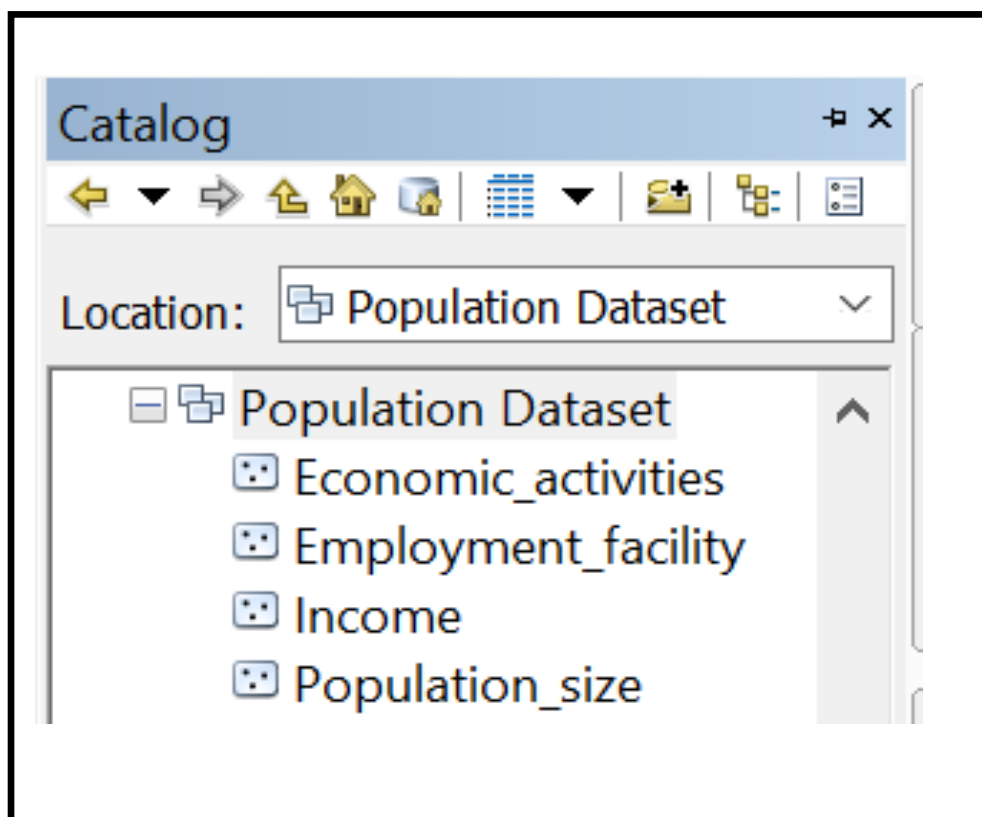 Catalog
Location: Population Dataset
Population Dataset
Economic_activities
Employment_facility
Income
Population_size